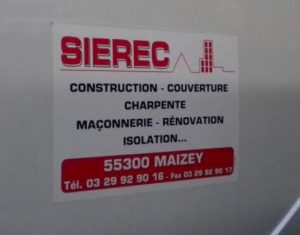 SIEREC
CONSTRUCTION - COUVERTURE
CHARPENTE
MAÇONNERIE - RÉNOVATION
ISOLATION...
55300 MAIZEY
Tél. 03 29 92 90 16 - Fax 03 29 92 90 17